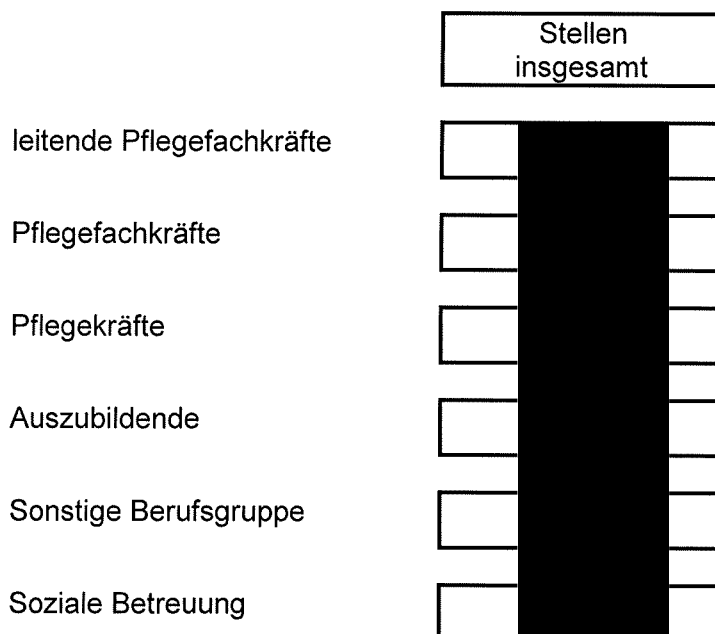 Stellen
insgesamt
leitende Pflegefachkräfte
Pflegefachkräfte
Pflegekräfte
Auszubildende
Sonstige Berufsgruppe
Soziale Betreuung